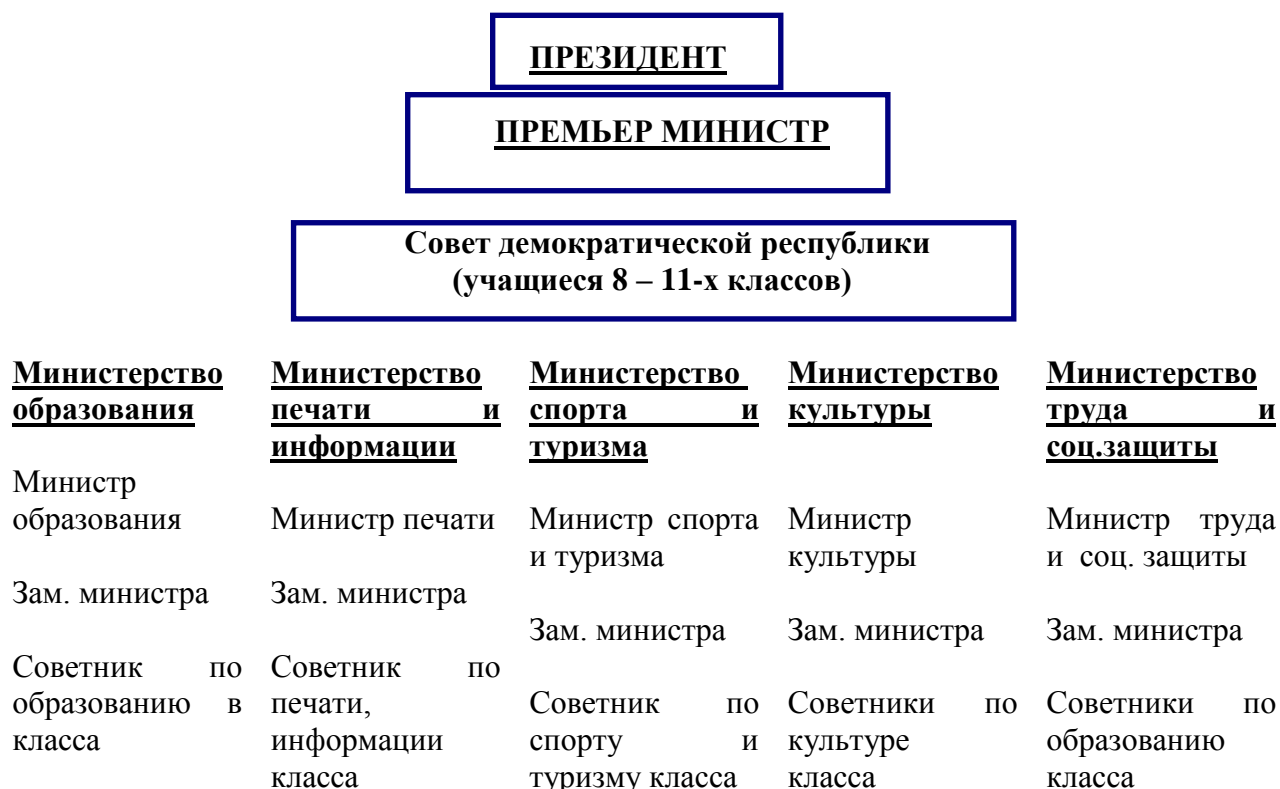 ПРЕЗИДЕНТ
ПРЕМЬЕР МИНИСТР
Совет демократической республики
(учащиеся 8 – 11-х классов)
Министерство
образования
Министр
образования
Зам. министра
Советник по
образованию в
класса
Министерство
печати и
информации
Министр печати
Зам. министра
Советник по
печати,
информации
класса
Министерство
спорта и
туризма
Министр спорта
и туризма
Зам. министра
Советник по
спорту и
туризму класса
Министерство
культуры
Министр
культуры
Зам. министра
Советники по
культуре
класса
Министерство
труда и
соц.защиты
Министр труда
и соц. защиты
Зам. министра
Советники по
образованию
класса